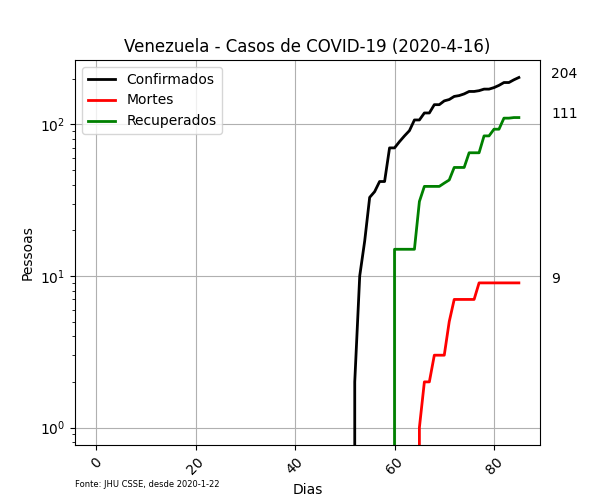 Venezuela - Casos de COVID-19 (2020-4-16)
Confirmados
Mortes
Recuperados
204
111
9
10²
10¹
10⁰
Pessoas
0
20
40
60
80
Dias
Fonte: JHU CSSE, desde 2020-1-22